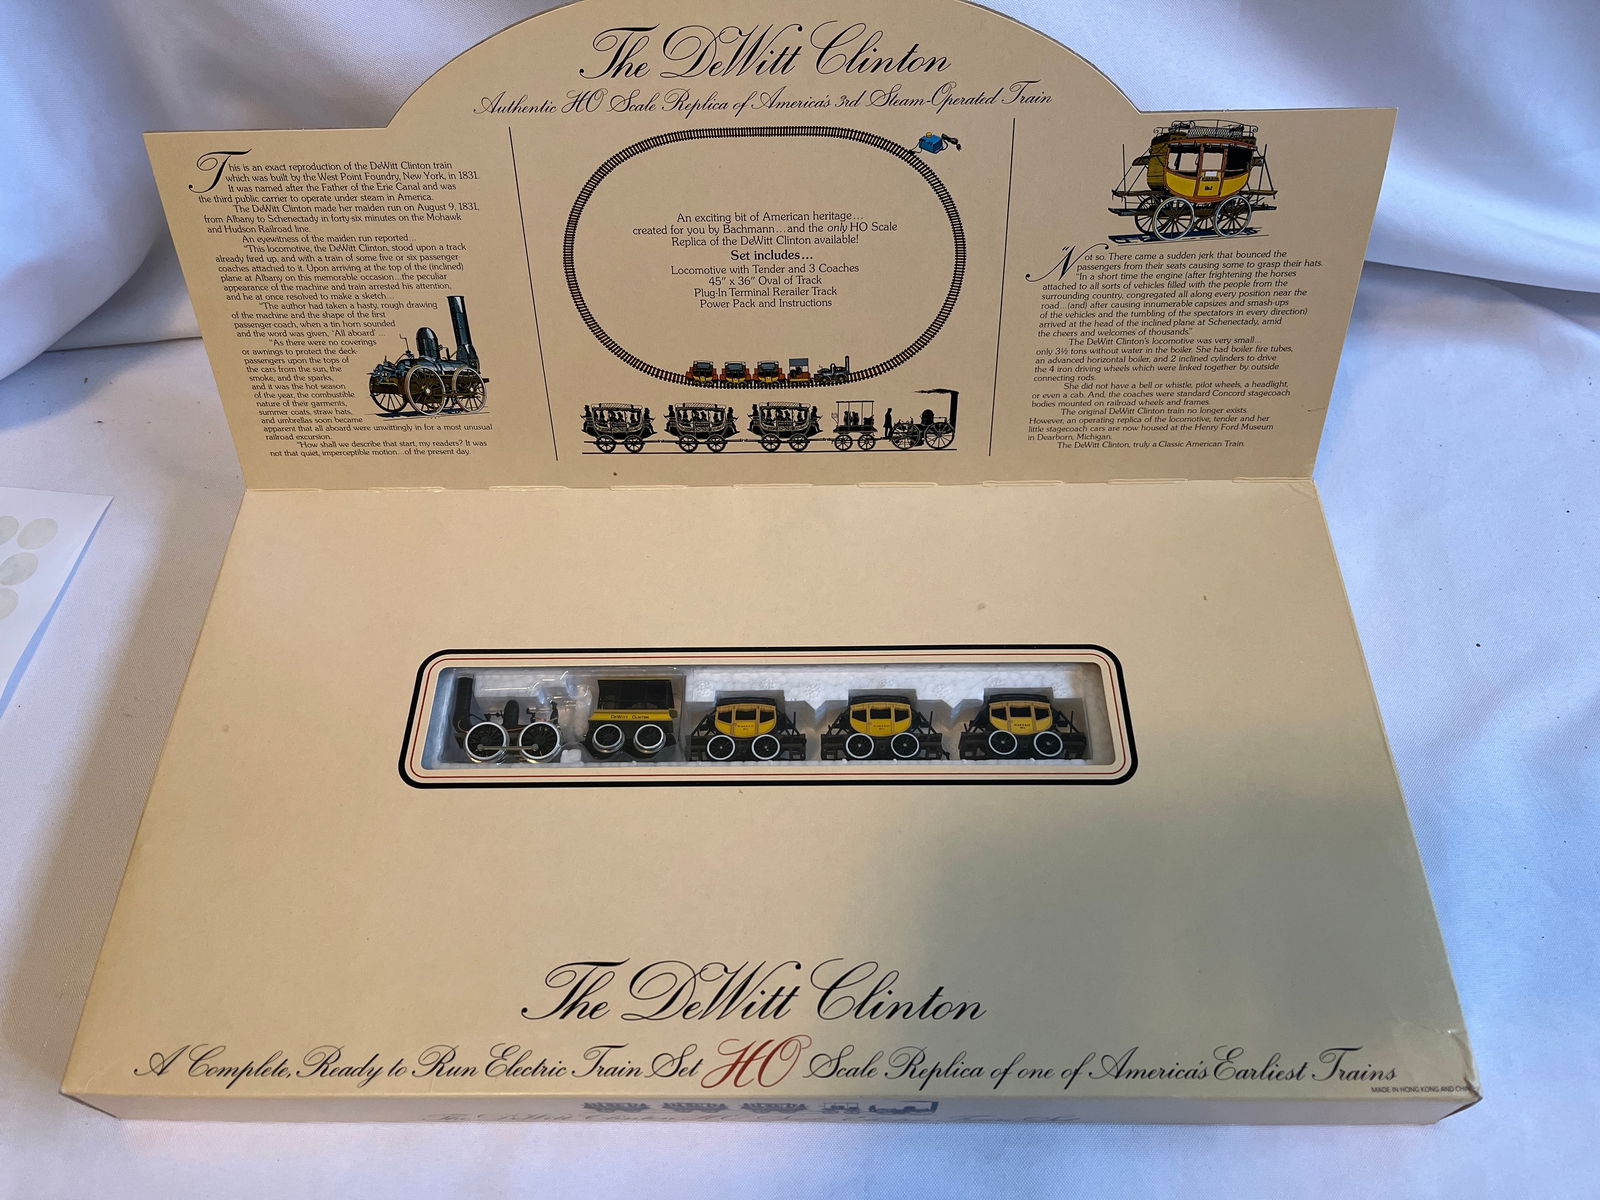 The DeWitt Clinton
Authentic HO Scale Replica of America's 3rd Steam-Operated Train
This is an exact reproduction of the DeWitt Clinton train
which was built by the West Point Foundry, New York, in 1831.
It was named after the Father of the Erie Canal and was
the third public carrier to operate under steam in America.
The DeWitt Clinton made her maiden run on August 9, 1831,
from Albany to Schenectady in forty-six minutes on the Mohawk
and Hudson Railroad line.
An eyewitness of the maiden run reported...
"This locomotive, the DeWitt Clinton, stood upon a track
already fired up, and with a train of some five or six passenger-
coaches attached to it. Upon arriving at the top of the (inclined)
plane at Albany on this memorable occasion...the peculiar
appearance of the machine and train arrested his attention,
and he at once resolved to make a sketch...
"The author had taken a hasty, rough drawing
of the machine and the shape of the first
passenger-coach, when a tin horn sounded
and the word was given, 'All aboard' ...
"As there were no coverings
or awnings to protect the deck-
passengers upon the tops of
the cars from the sun, the
smoke, and the sparks,
and it was the hot season
of the year, the combustible
nature of their garments,
summer coats, straw hats,
and umbrellas soon became
apparent that all aboard were unwittingly in for a most unusual
railroad excursion.
"How shall we describe that start, my readers? It was
not that quiet, imperceptible motion...of the present day.
An exciting bit of American heritage...
created for you by Bachmann...and the only HO Scale
Replica of the DeWitt Clinton available!
Set includes...
Locomotive with Tender and 3 Coaches
45" x 36" Oval of Track
Plug-In Terminal Rerailer Track
Power Pack and Instructions
"Not so. There came a sudden jerk that bounced the
passengers from their seats causing some to grasp their hats.
"In a short time the engine (after frightening the horses
attached to all sorts of vehicles filled with the people from the
surrounding country, congregated all along every position near the
road...(and) after causing innumerable capsizes and smash-ups
of the vehicles and the tumbling of the spectators in every direction)
arrived at the head of the inclined plane at Schenectady, amid
the cheers and welcomes of thousands."
The DeWitt Clinton's locomotive was very small...
only 3½ tons without water in the boiler. She had boiler fire tubes,
an advanced horizontal boiler, and 2 inclined cylinders to drive
the 4 iron driving wheels which were linked together by outside
connecting rods.
She did not have a bell or whistle, pilot wheels, a headlight,
or even a cab. And, the coaches were standard Concord stagecoach
bodies mounted on railroad wheels and frames.
The original DeWitt Clinton train no longer exists.
However, an operating replica of the locomotive, tender and her
little stagecoach cars are now housed at the Henry Ford Museum
in Dearborn, Michigan.
The DeWitt Clinton, truly a Classic American Train.
DeWitt Clinton
The DeWitt Clinton
A Complete, Ready to Run Electric Train Set HO Scale Replica of one of America's Earliest Trains
MADE IN HONG KONG AND CHINA